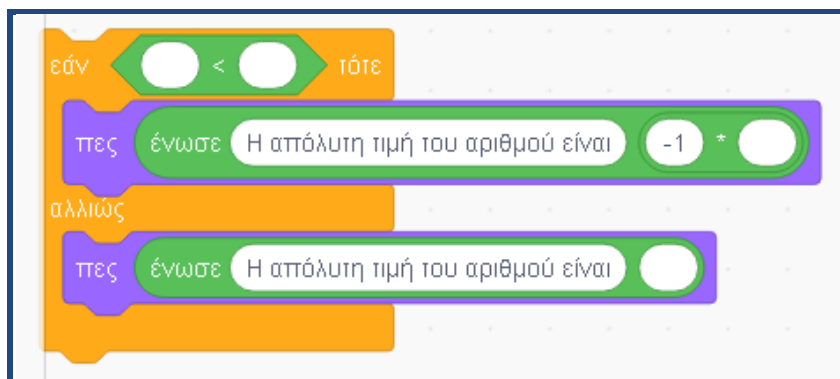 εάν < τότε
πες ένωσε Η απόλυτη τιμή του αριθμού είναι -1 *
αλλιώς
πες ένωσε Η απόλυτη τιμή του αριθμού είναι